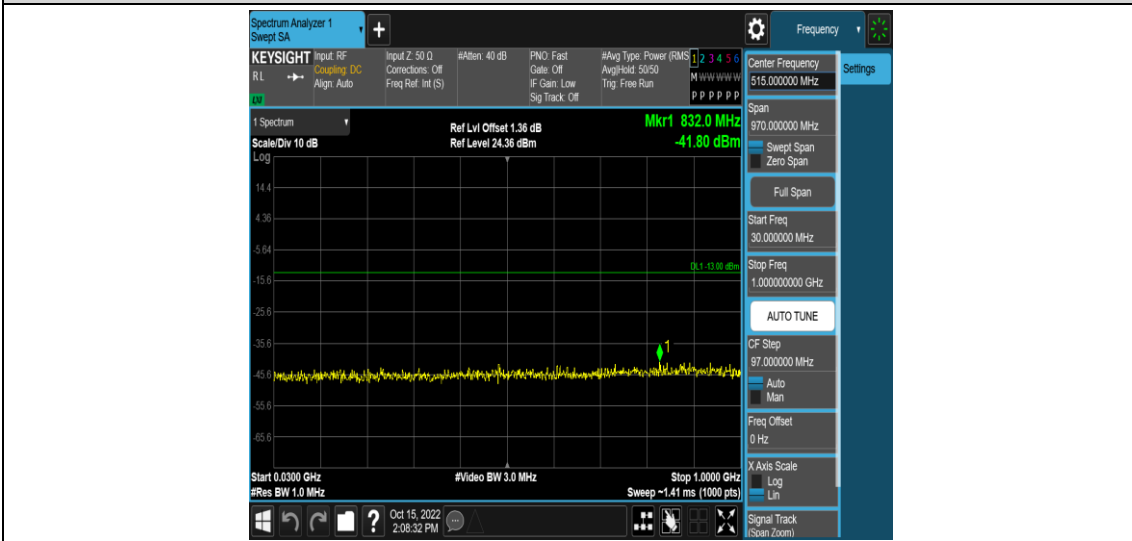 Spectrum Analyzer 1
Swept SA
+
Frequency
KEYSIGHT
R L
LXI
Input: RF
Coupling: DC
Align: Auto
Input Z: 50 Ω
Corrections: Off
Freq Ref: Int (S)
#Atten: 40 dB
PNO: Fast
Gate: Off
IF Gain: Low
Sig Track: Off
#Avg Type: Power (RMS
Avg|Hold: 50/50
Trig: Free Run
1 2 3 4 5 6
M W W W W W
P P P P P P
1 Spectrum
Scale/Div 10 dB
Log
Ref Lvl Offset 1.36 dB
Ref Level 24.36 dBm
Mkr1 832.0 MHz
-41.80 dBm
14.4
4.36
-5.64
-15.6
-25.6
-35.6
-45.6
-55.6
-65.6
DL1 -13.00 dBm
1
Start 0.0300 GHz
#Res BW 1.0 MHz
#Video BW 3.0 MHz
Stop 1.0000 GHz
Sweep ~1.41 ms (1000 pts)
Oct 15, 2022
2:08:32 PM
?
Center Frequency
515.000000 MHz
Settings
Span
970.000000 MHz
Swept Span
Zero Span
Full Span
Start Freq
30.000000 MHz
Stop Freq
1.000000000 GHz
AUTO TUNE
CF Step
97.000000 MHz
Auto
Man
Freq Offset
0 Hz
X Axis Scale
Log
Lin
Signal Track
(Span Zoom)